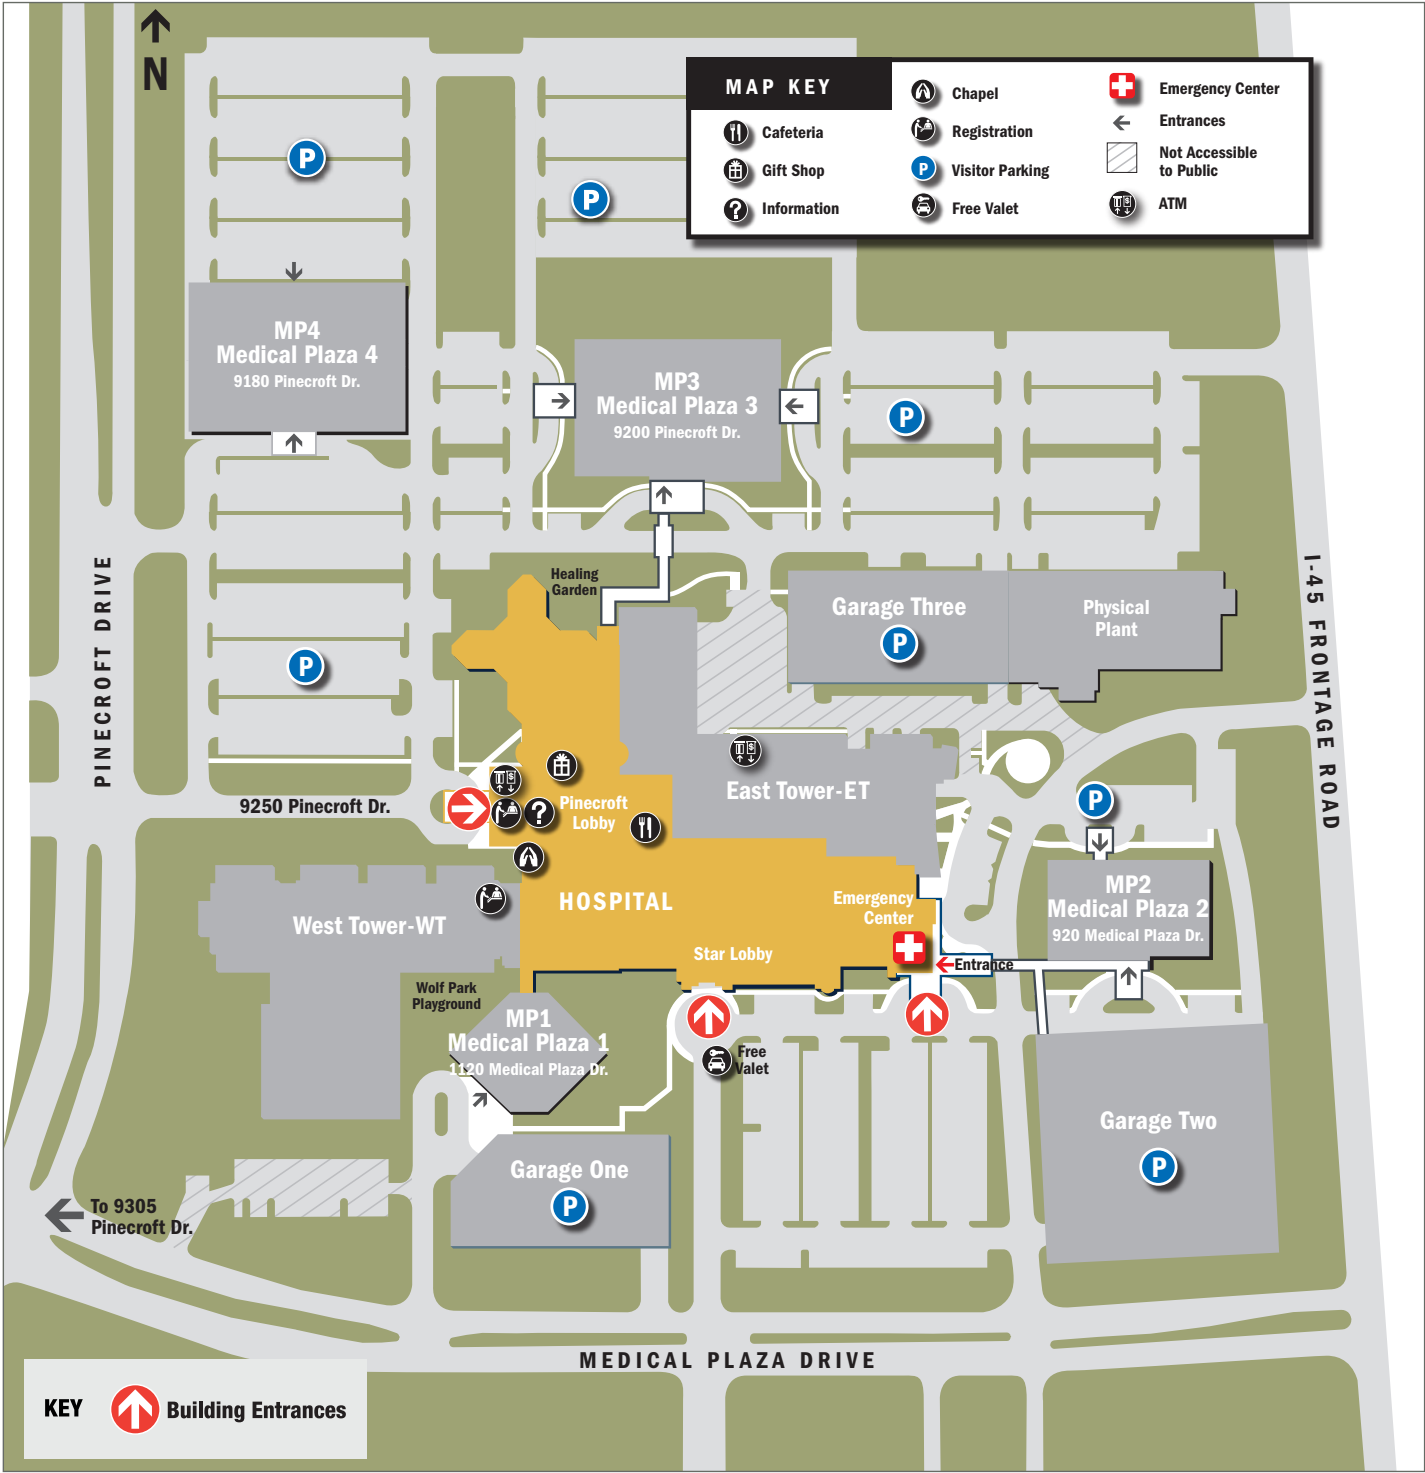 N
MAP KEY
Cafeteria
Gift Shop
Information
Chapel
Registration
P
Visitor Parking
Free Valet
Emergency Center
Entrances
Not Accessible
to Public
ATM
P
P
MP4
Medical Plaza 4
9180 Pinecroft Dr.
MP3
Medical Plaza 3
9200 Pinecroft Dr.
P
PINECROFT DRIVE
I-45 FRONTAGE ROAD
Healing
Garden
Garage Three
P
Physical
Plant
P
East Tower-ET
P
9250 Pinecroft Dr.
?
Pinecroft
Lobby
HOSPITAL
West Tower-WT
Emergency
Center
Star Lobby
Entrance
MP2
Medical Plaza 2
920 Medical Plaza Dr.
Wolf Park
Playground
MP1
Medical Plaza 1
1120 Medical Plaza Dr.
Free
Valet
Garage One
P
Garage Two
P
To 9305
Pinecroft Dr.
MEDICAL PLAZA DRIVE
KEY
Building Entrances